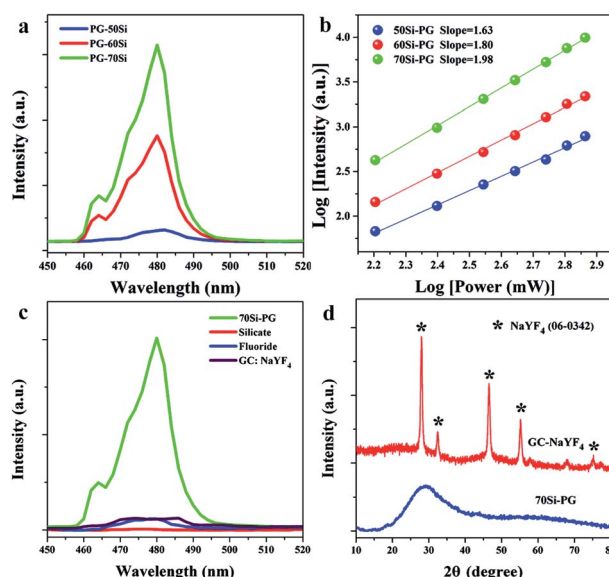 a
PG-50Si
PG-60Si
PG-70Si
Intensity (a.u.)
450 460 470 480 490 500 510 520
Wavelength (nm)
b
50Si-PG Slope=1.63
60Si-PG Slope=1.80
70Si-PG Slope=1.98
Log [Intensity (a.u.)]
4.0
3.5
3.0
2.5
2.0
2.2 2.3 2.4 2.5 2.6 2.7 2.8 2.9
Log [Power (mW)]
c
70Si-PG
Silicate
Fluoride
GC: NaYF₄
Intensity (a.u.)
450 460 470 480 490 500 510 520
Wavelength (nm)
d
* NaYF₄ (06-0342)
* * * * *
GC-NaYF₄
70Si-PG
Intensity (a.u.)
10 20 30 40 50 60 70 80
2θ (degree)